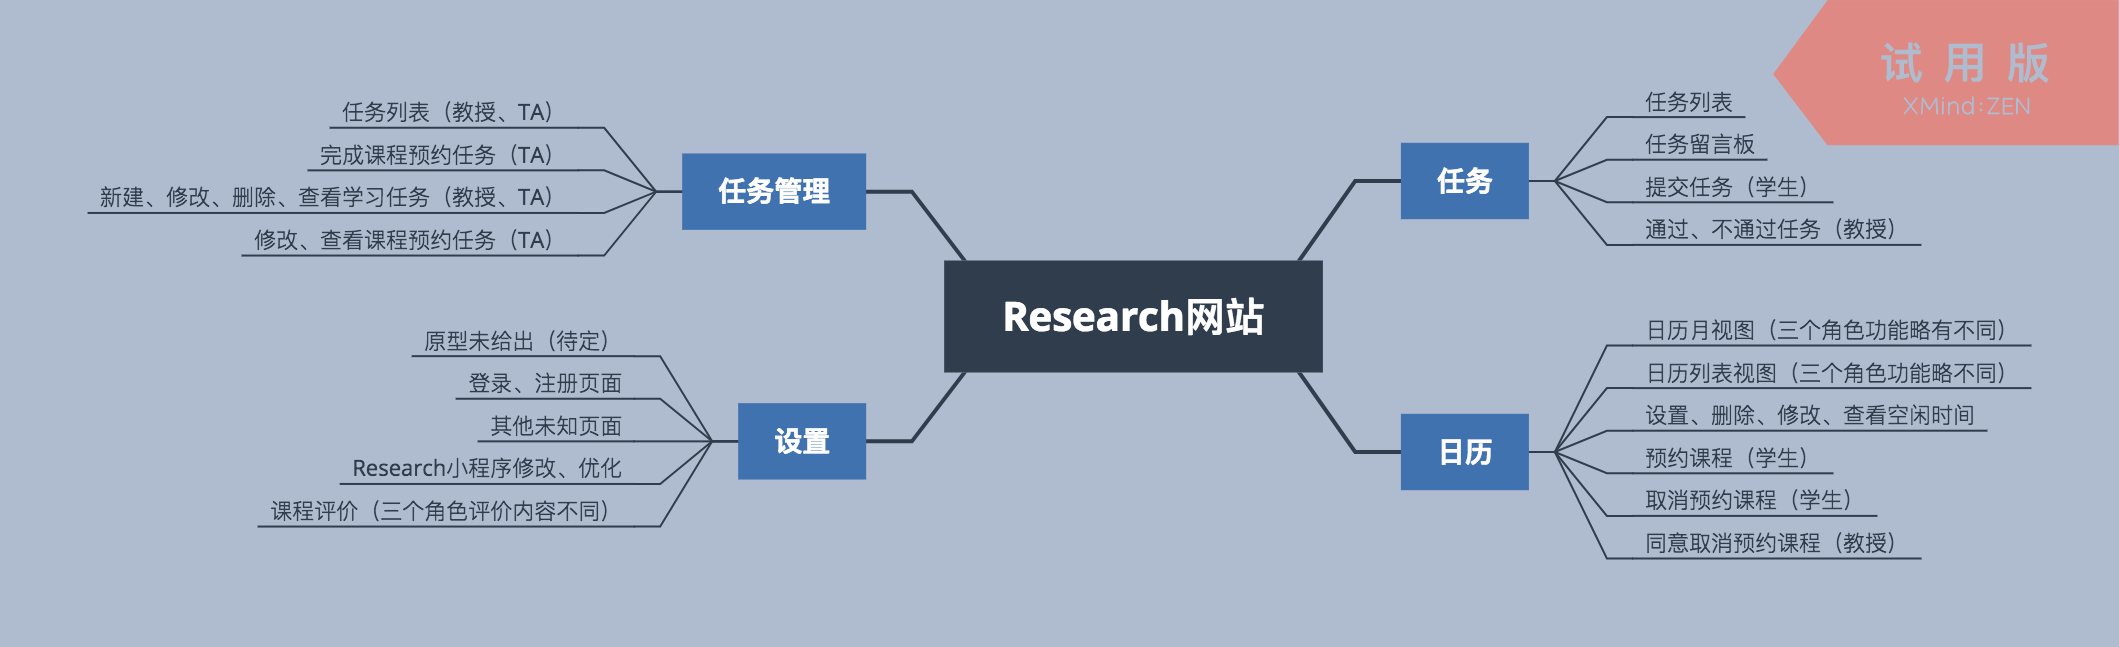 试用版
XMind:ZEN
Research网站
任务
任务列表
任务留言板
提交任务（学生）
通过、不通过任务（教授）
日历
日历月视图（三个角色功能略有不同）
日历列表视图（三个角色功能略不同）
设置、删除、修改、查看空闲时间
预约课程（学生）
取消预约课程（学生）
同意取消预约课程（教授）
任务管理
任务列表（教授、TA）
完成课程预约任务（TA）
新建、修改、删除、查看学习任务（教授、TA）
修改、查看课程预约任务（TA）
设置
原型未给出（待定）
登录、注册页面
其他未知页面
Research小程序修改、优化
课程评价（三个角色评价内容不同）